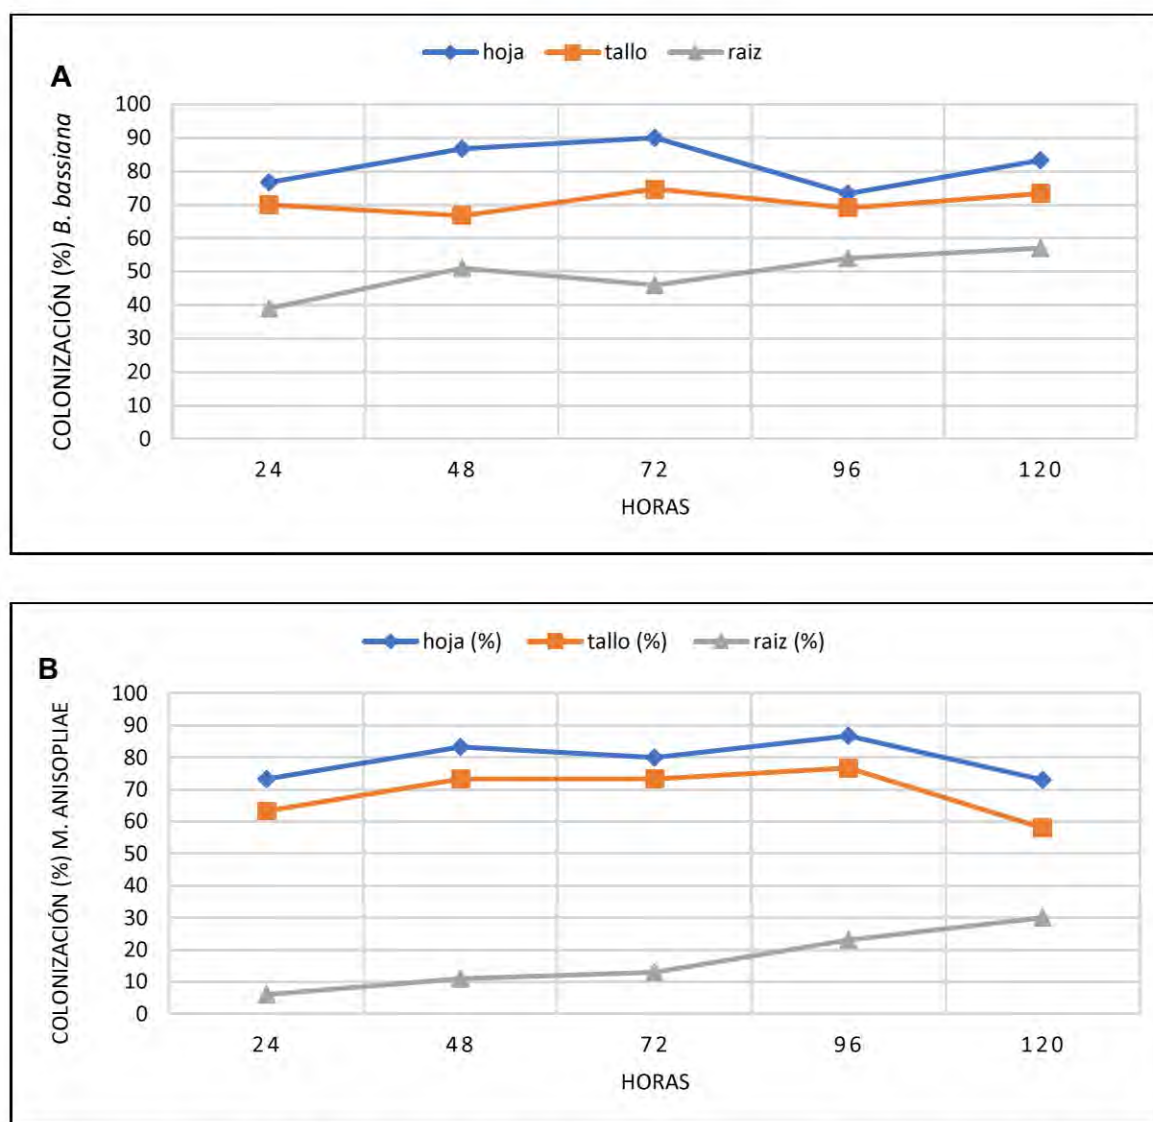 hoja tallo raiz
A
COLONIZACIÓN (%) B. bassiana
100
90
80
70
60
50
40
30
20
10
0
24 48 72 96 120
HORAS
hoja (%) tallo (%) raiz (%)
B
COLONIZACIÓN (%) M. ANISOPLIAE
100
90
80
70
60
50
40
30
20
10
0
24 48 72 96 120
HORAS